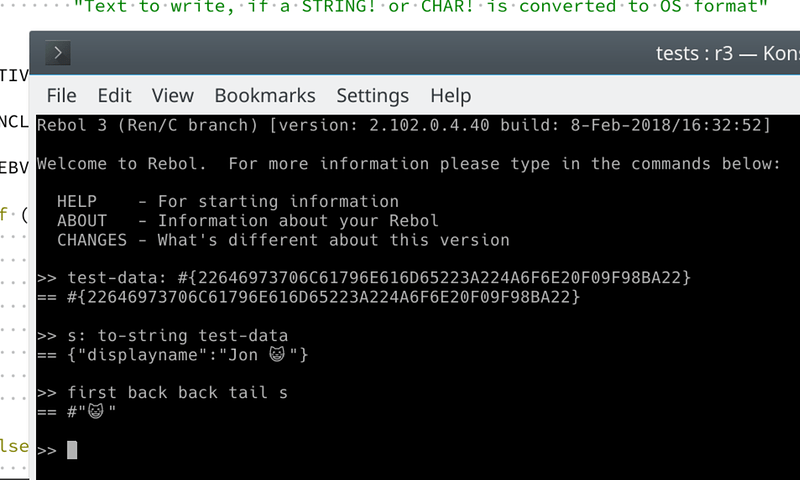 "Text to write, if a STRING! or CHAR! is converted to OS format"
tests : r3 — Kons
TIV
File Edit View Bookmarks Settings Help
NCL
Rebol 3 (Ren/C branch) [version: 2.102.0.4.40 build: 8-Feb-2018/16:32:52]
EBV
Welcome to Rebol.  For more information please type in the commands below:
HELP    - For starting information
f (
ABOUT   - Information about your Rebol
CHANGES - What's different about this version
>> test-data: #{22646973706C61796E616D65223A224A6F6E20F09F98BA22}
== #{22646973706C61796E616D65223A224A6F6E20F09F98BA22}
>> s: to-string test-data
== {"displayname":"Jon 😺"}
>> first back back tail s
== #"😺"
lse
>>